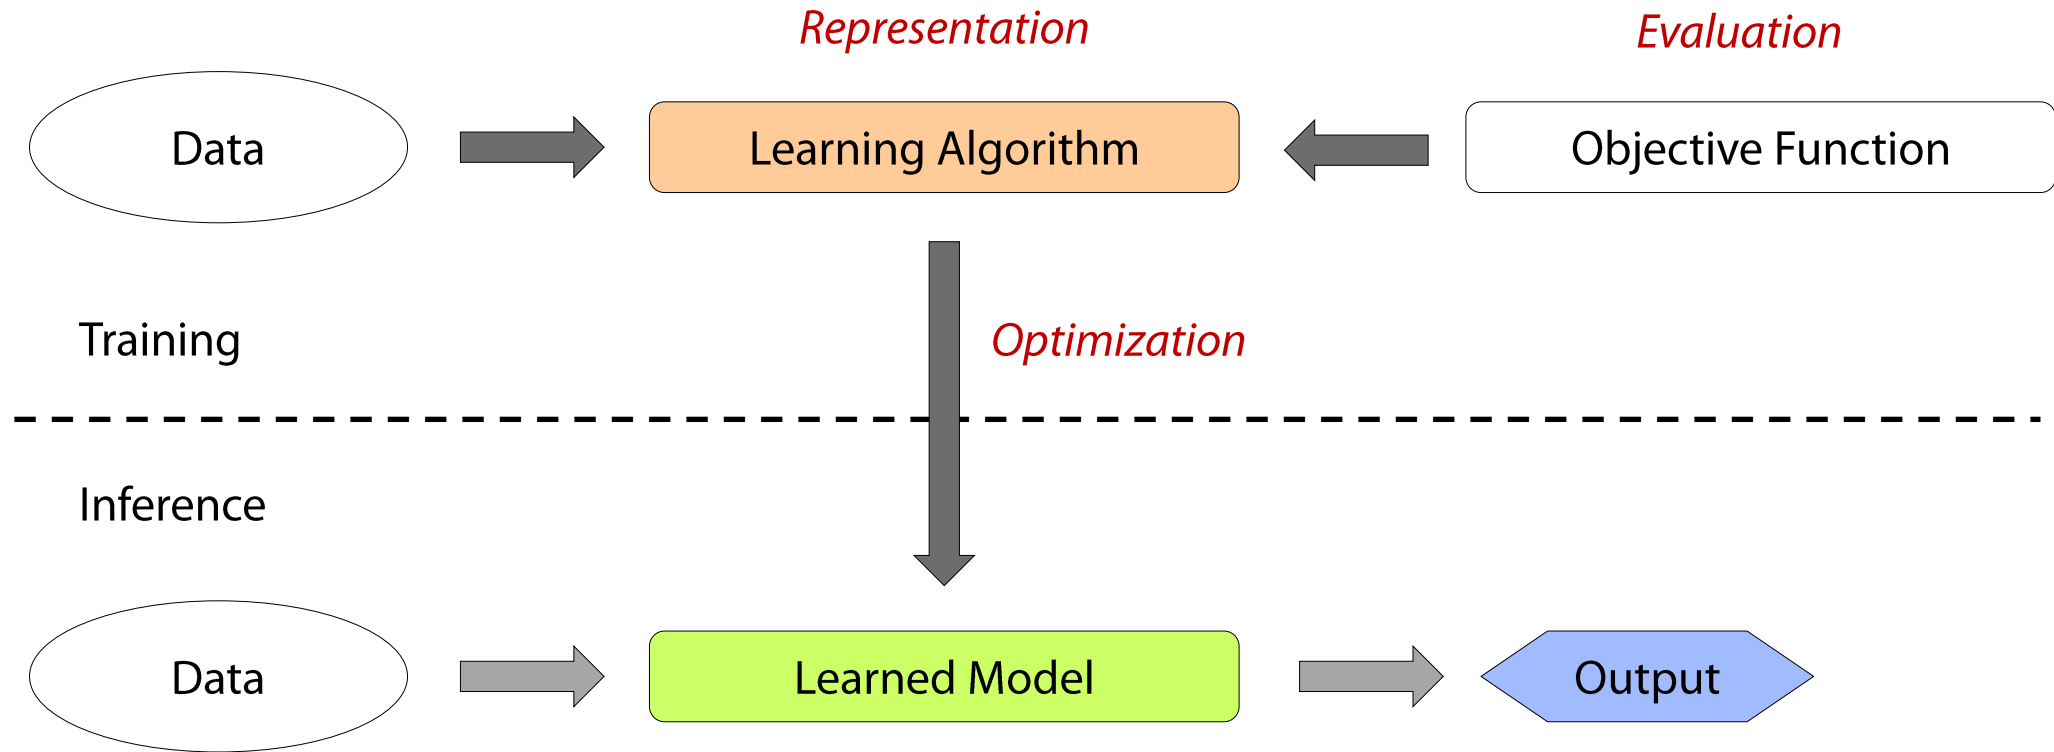 Representation
Evaluation
Data
Learning Algorithm
Objective Function
Training
Optimization
Inference
Data
Learned Model
Output